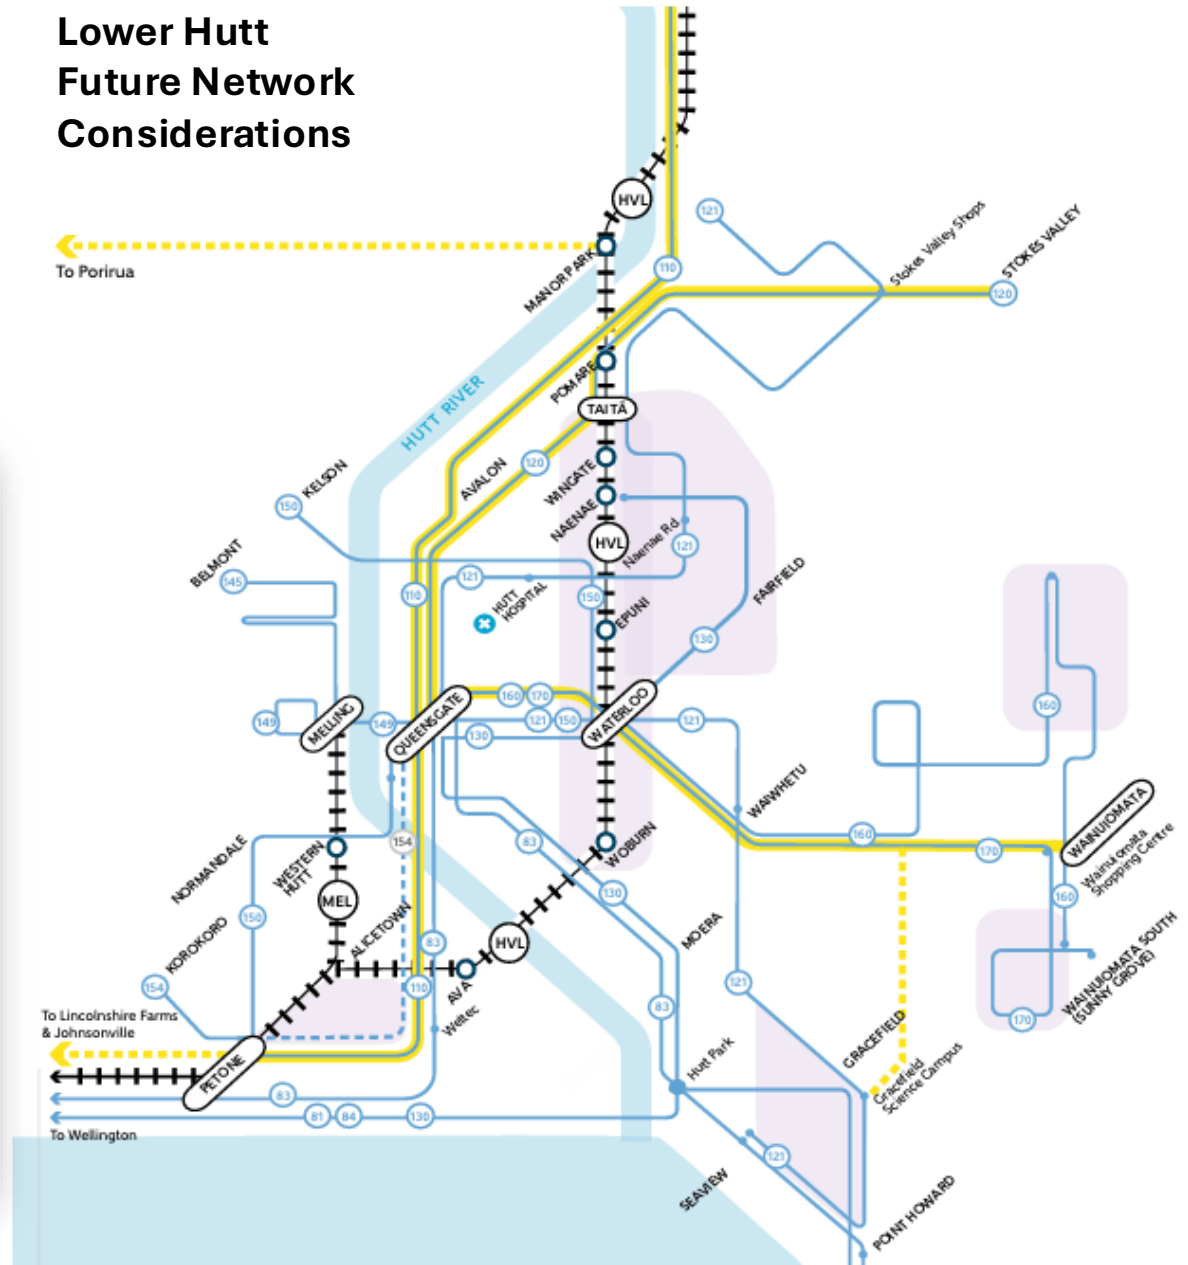 Lower Hutt
Future Network
Considerations
HVL
121
Stokes Valley Shops
STOKES VALLEY
To Porirua
MANOR PARK
110
120
POMARE
HUTT RIVER
TAITĀ
KELSON
AVALON
120
WINGATE
150
NAENAE
BELMONT
HVL
Naenae Rd
121
145
121
HUTT
HOSPITAL
110
150
EPUNI
FAIRFIELD
130
160
170
160
149
MELLING
149
QUEENSGATE
121
150
WATERLOO
121
130
WAIWHETU
WAINUIOMATA
Wainuiomata
Shopping Centre
160
170
83
154
WOBURN
NORMANDALE
WESTERN
HUTT
MEL
130
160
150
ALICETOWN
83
HVL
MOERA
KOROKORO
WAINUIOMATA SOUTH
(SUNNY GROVE)
154
110
AVA
83
121
170
To Lincolnshire Farms
& Johnsonville
Weltec
GRACEFIELD
PETONE
Hutt Park
Gracefield
Science Campus
83
81
84
130
To Wellington
121
SEAVIEW
POINT HOWARD